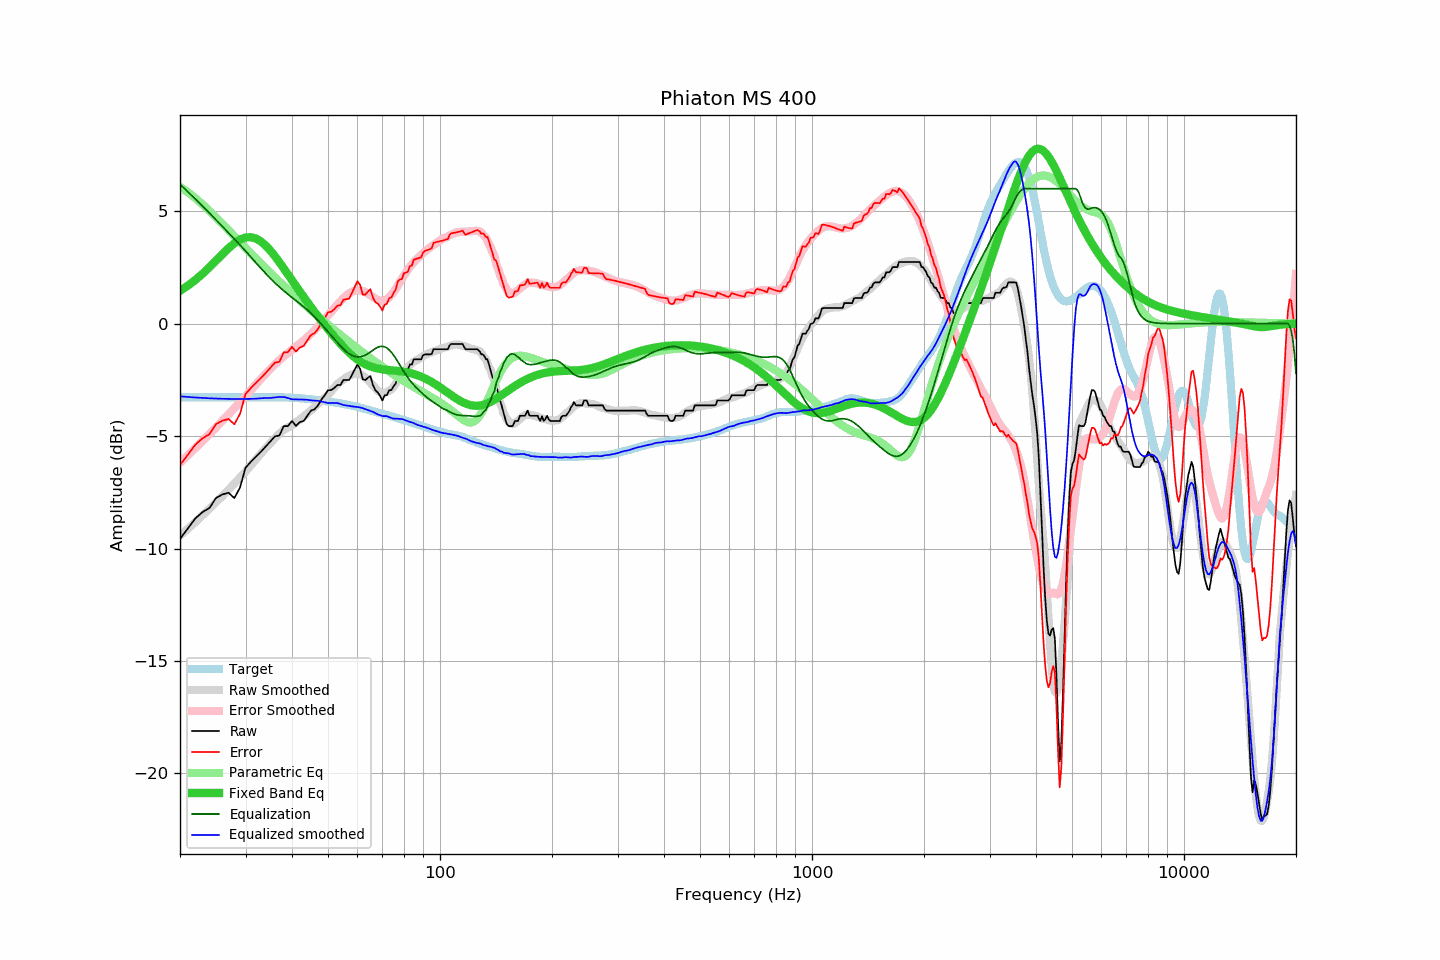 Phiaton MS 400
Amplitude (dBr)
5
0
−5
−10
−15
−20
Target
Raw Smoothed
Error Smoothed
Raw
Error
Parametric Eq
Fixed Band Eq
Equalization
Equalized smoothed
100
1000
10000
Frequency (Hz)